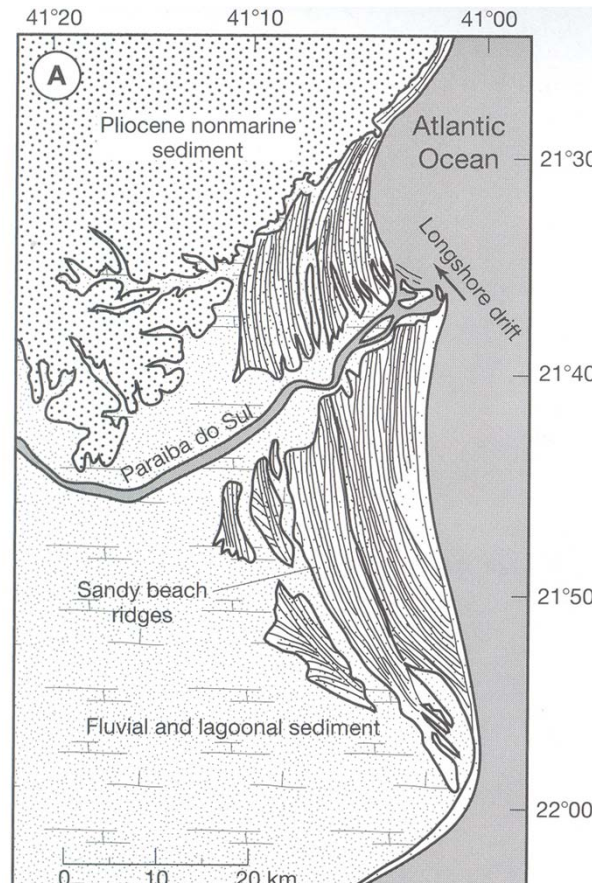 41°20
41°10
41°00
A
Pliocene nonmarine
sediment
Atlantic
Ocean
21°30
Longshore drift
21°40
Paraiba do Sul
21°50
Sandy beach
ridges
Fluvial and lagoonal sediment
22°00
0 10 20 km